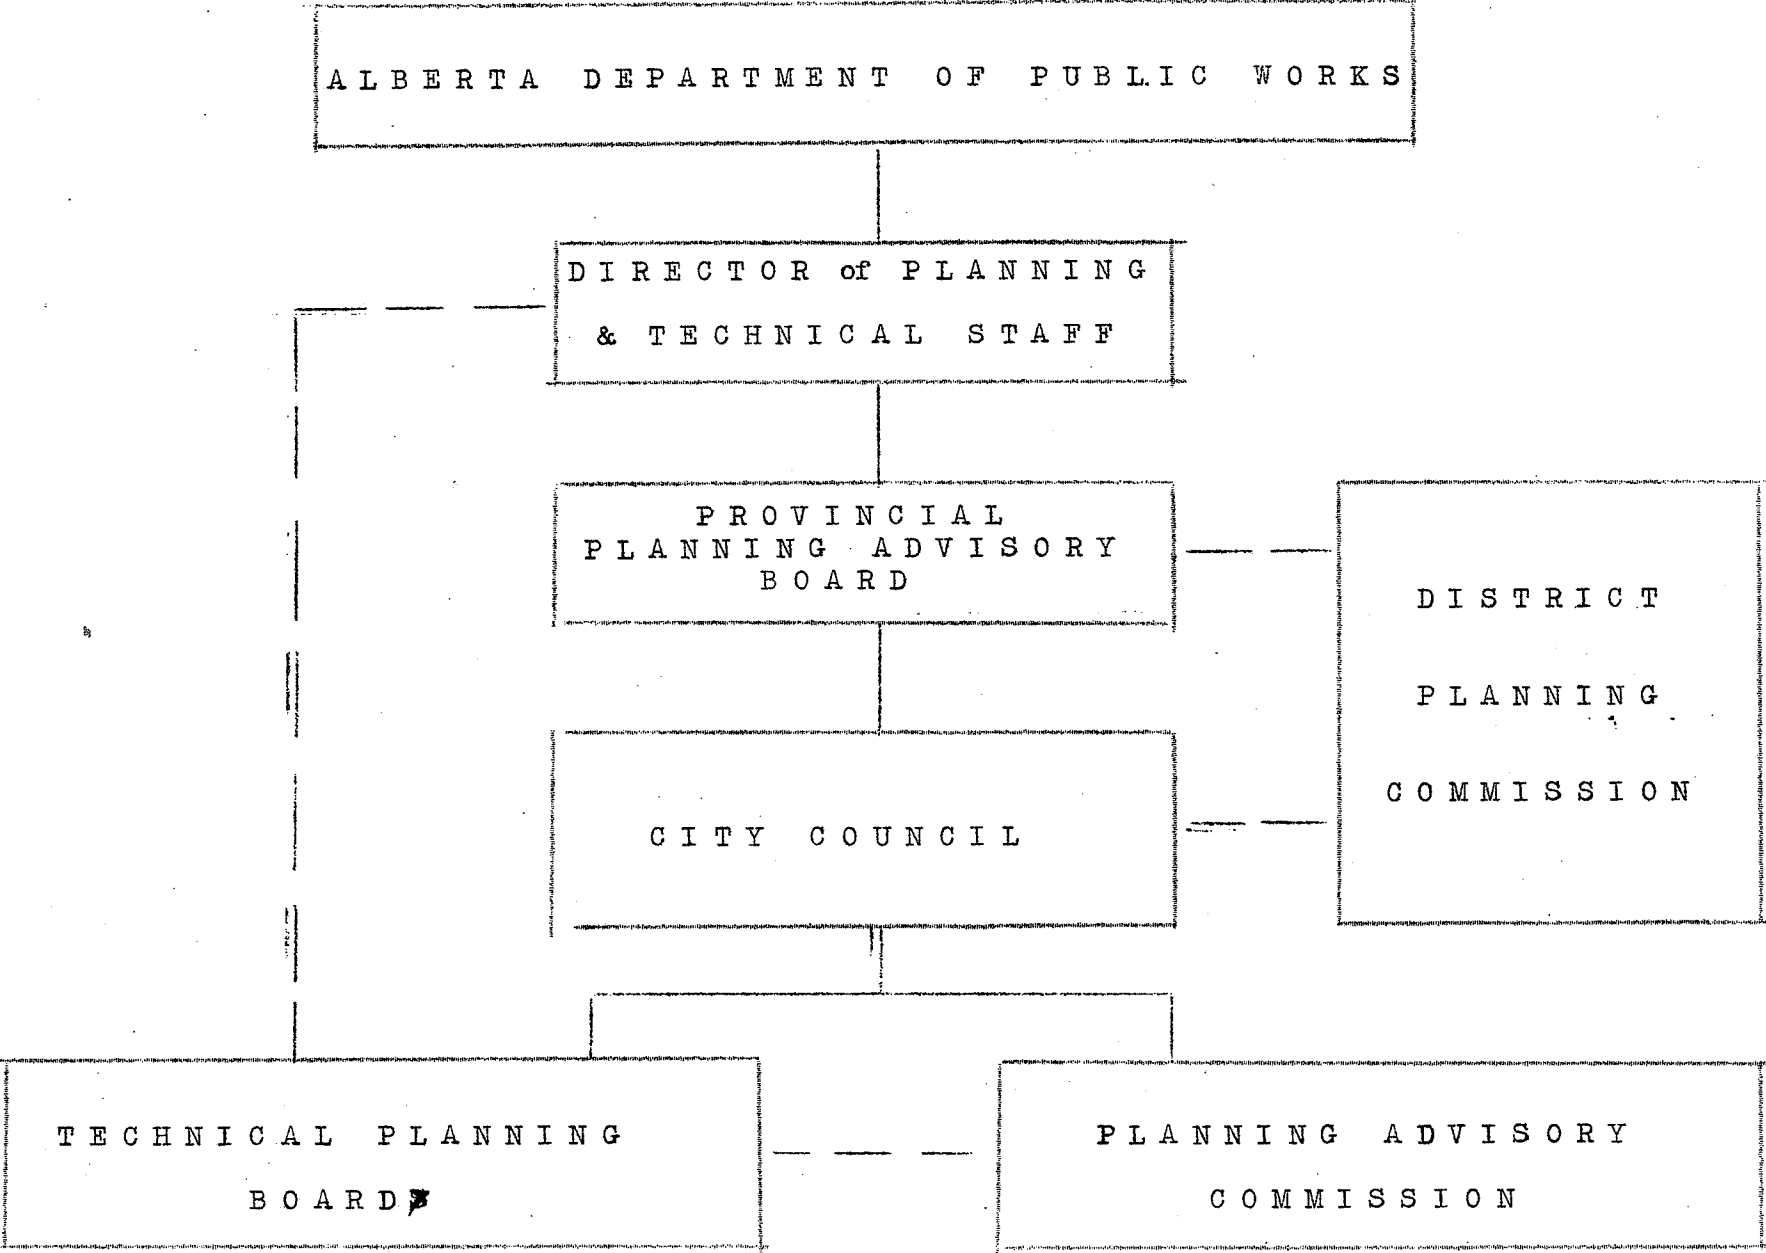 ALBERTA DEPARTMENT OF PUBLIC WORKS
DIRECTOR of PLANNING
& TECHNICAL STAFF
PROVINCIAL
PLANNING ADVISORY
BOARD
DISTRICT
PLANNING
COMMISSION
CITY COUNCIL
TECHNICAL PLANNING
BOARD
PLANNING ADVISORY
COMMISSION